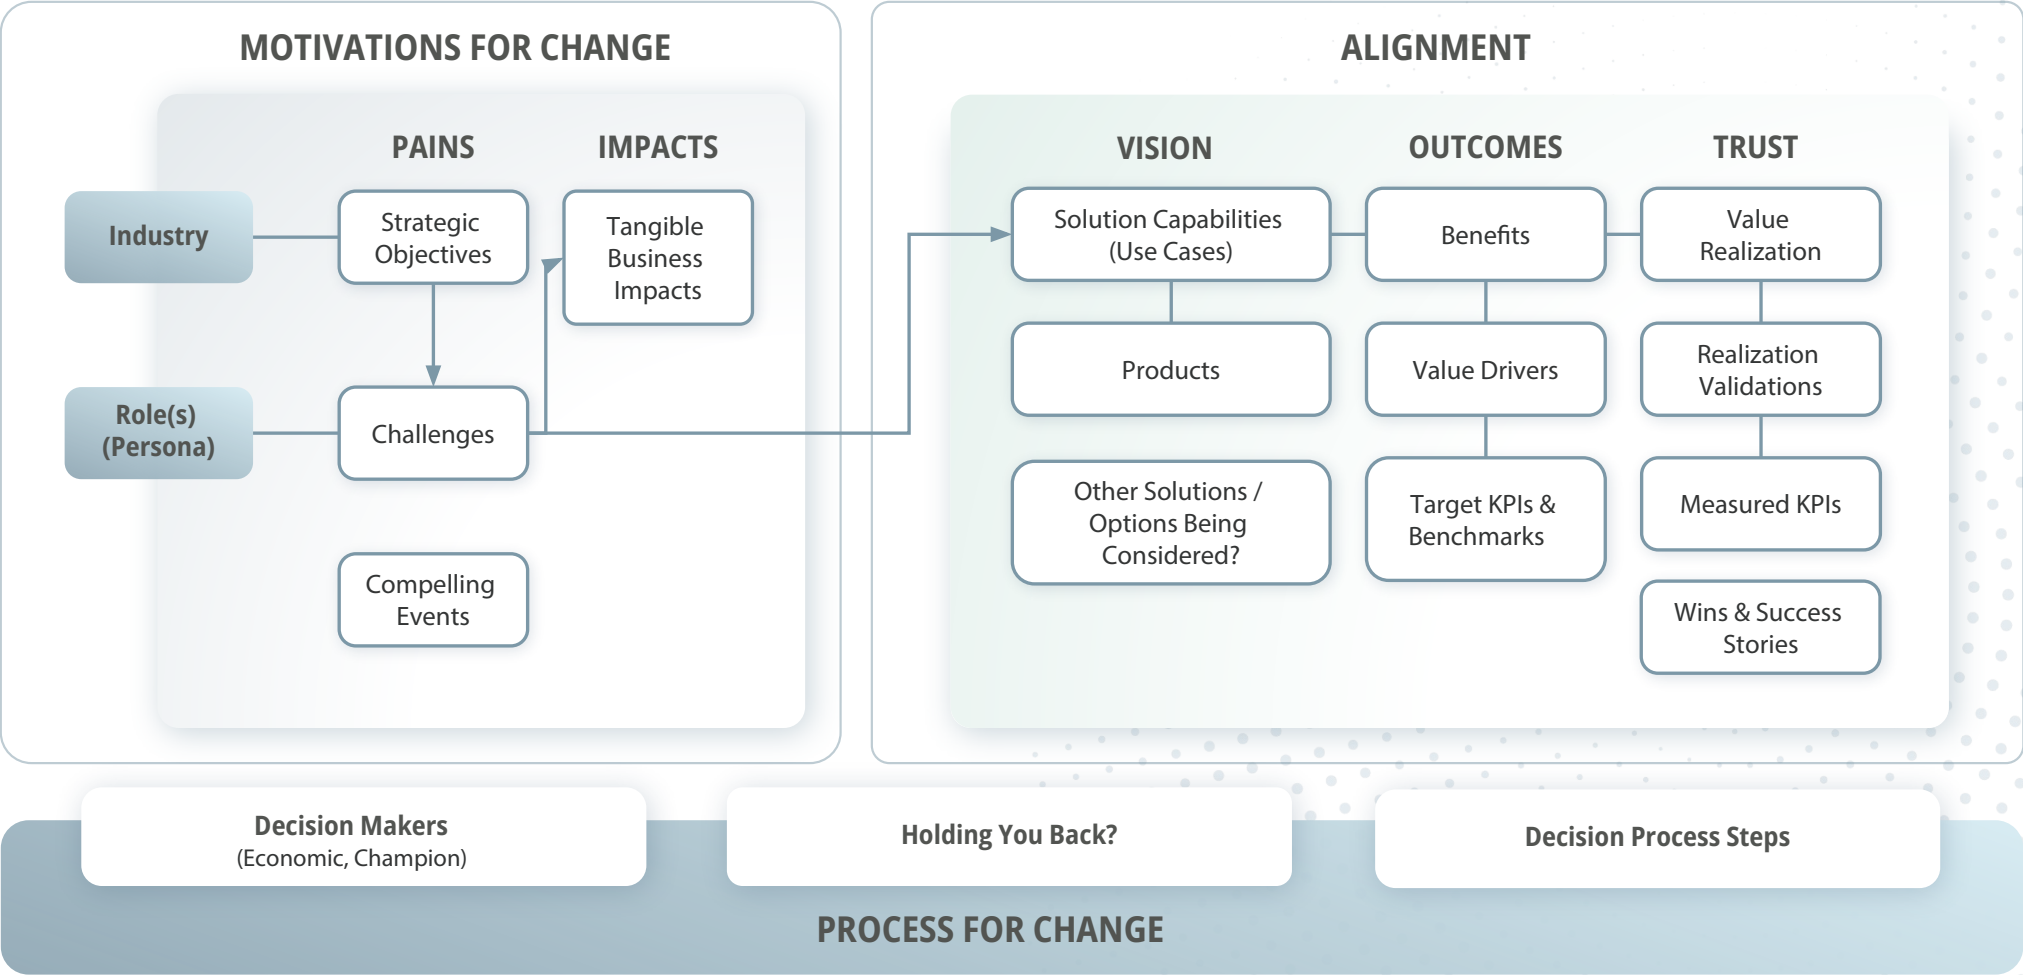 MOTIVATIONS FOR CHANGE
PAINS
IMPACTS
Industry
Strategic
Objectives
Tangible
Business
Impacts
Role(s)
(Persona)
Challenges
Compelling
Events
ALIGNMENT
VISION
OUTCOMES
TRUST
Solution Capabilities
(Use Cases)
Benefits
Value
Realization
Products
Value Drivers
Realization
Validations
Other Solutions /
Options Being
Considered?
Target KPIs &
Benchmarks
Measured KPIs
Wins & Success
Stories
Decision Makers
(Economic, Champion)
Holding You Back?
Decision Process Steps
PROCESS FOR CHANGE